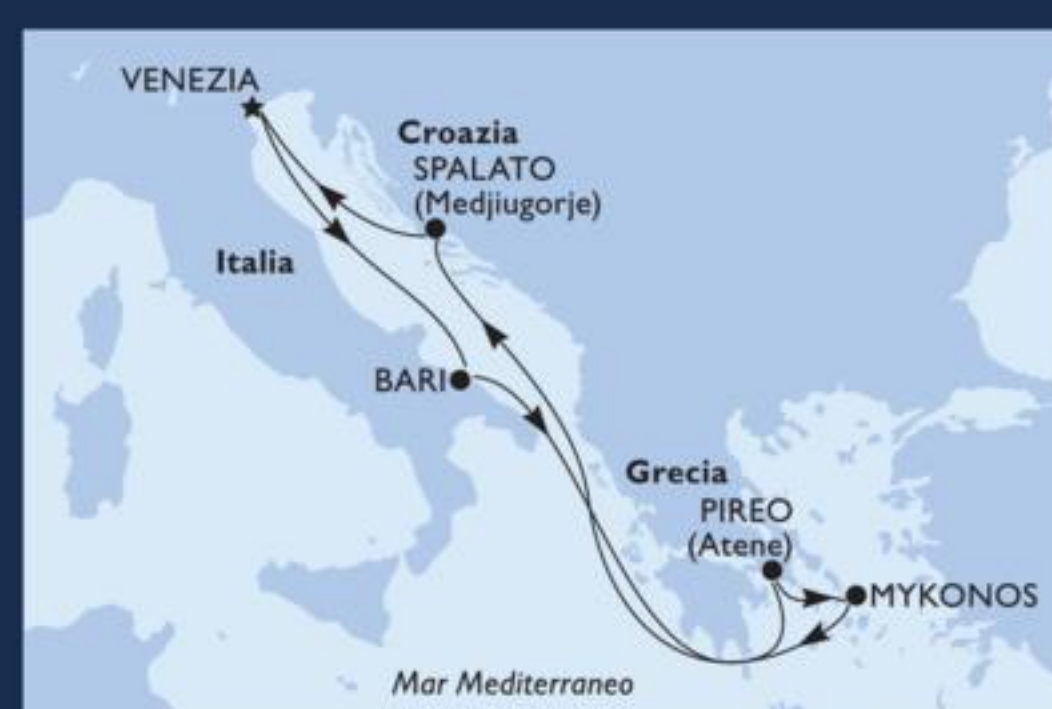 VENEZIA
Croazia
SPALATO
(Medjiugorje)
Italia
BARI
Grecia
PIREO
(Atene)
MYKONOS
Mar Mediterraneo